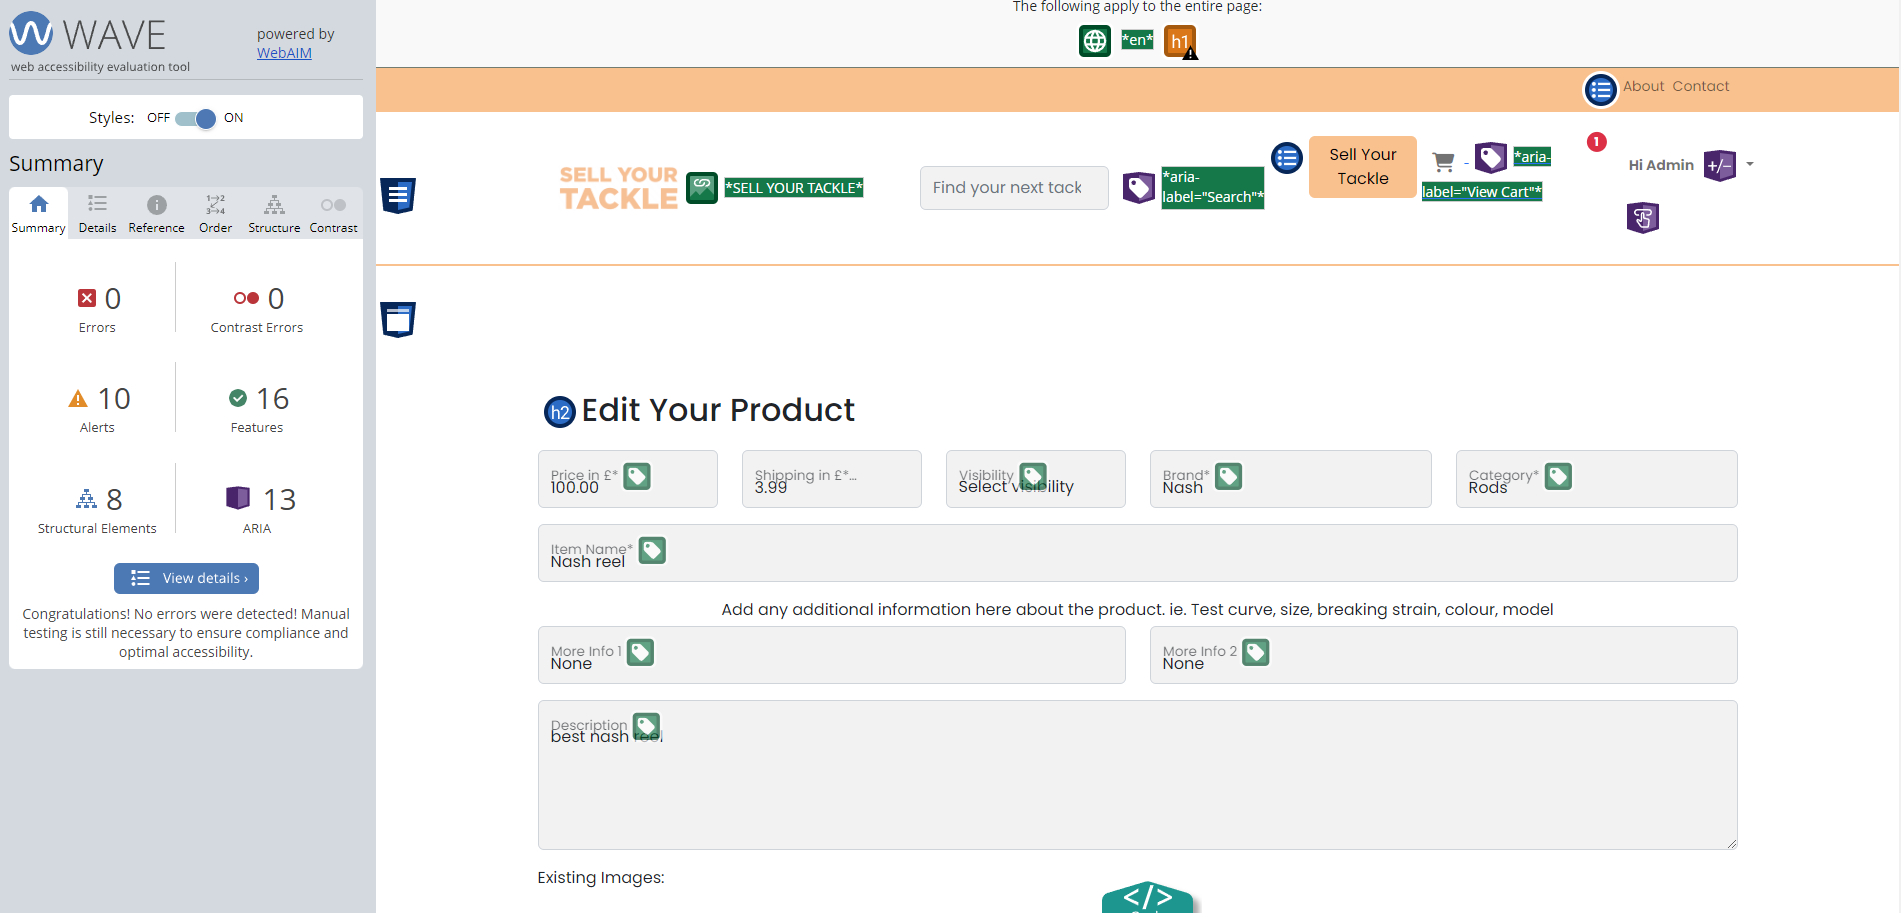 WAVE
powered by
WebAIM
web accessibility evaluation tool
Styles: OFF ON
Summary
Summary Details Reference Order Structure Contrast
0
Errors
0
Contrast Errors
10
Alerts
16
Features
8
Structural Elements
13
ARIA
View details ›
Congratulations! No errors were detected! Manual
testing is still necessary to ensure compliance and
optimal accessibility.
The following apply to the entire page:
*en* h1
About Contact
SELL YOUR
TACKLE
*SELL YOUR TACKLE*
Find your next tack
*aria-
label="Search"*
Sell Your
Tackle
- *aria-
label="View Cart"*
1
Hi Admin +/-
h2 Edit Your Product
Price in £*
100.00
Shipping in £*...
3.99
Visibility
Select visibility
Brand*
Nash
Category*
Rods
Item Name*
Nash reel
Add any additional information here about the product. ie. Test curve, size, breaking strain, colour, model
More Info 1
None
More Info 2
None
Description
best nash reel
Existing Images:
</>